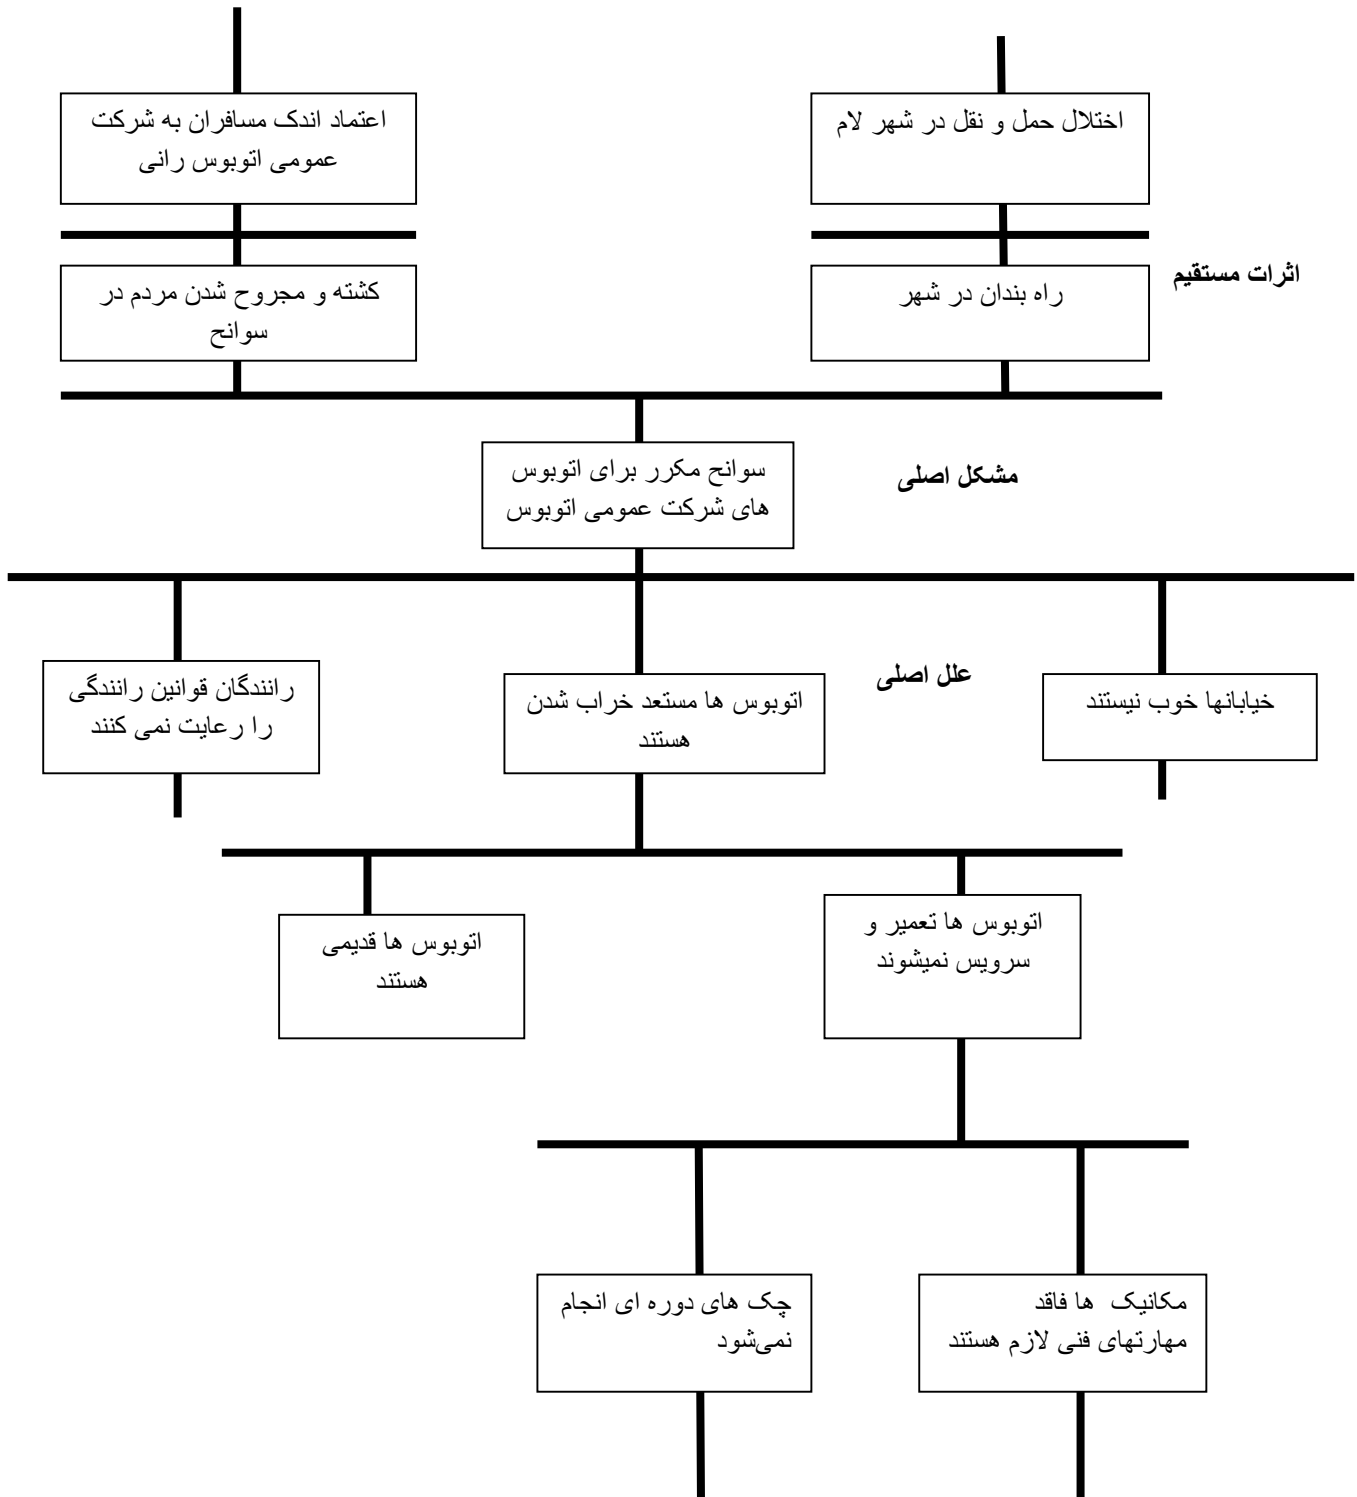 اختلال حمل و نقل در شهر لام
اعتماد اندک مسافران به شرکت
عمومی اتوبوس رانی
اثرات مستقیم
راه بندان در شهر
کشته و مجروح شدن مردم در
سوانح
مشکل اصلی
سوانح مکرر برای اتوبوس
های شرکت عمومی اتوبوس
علل اصلی
خیابانها خوب نیستند
اتوبوس ها مستعد خراب شدن
هستند
رانندگان قوانین رانندگی
را رعایت نمی کنند
اتوبوس ها تعمیر و
سرویس نمیشوند
اتوبوس ها قدیمی
هستند
مکانیک ها فاقد
مهارتهای فنی لازم هستند
چک های دوره ای انجام
نمی‌شود